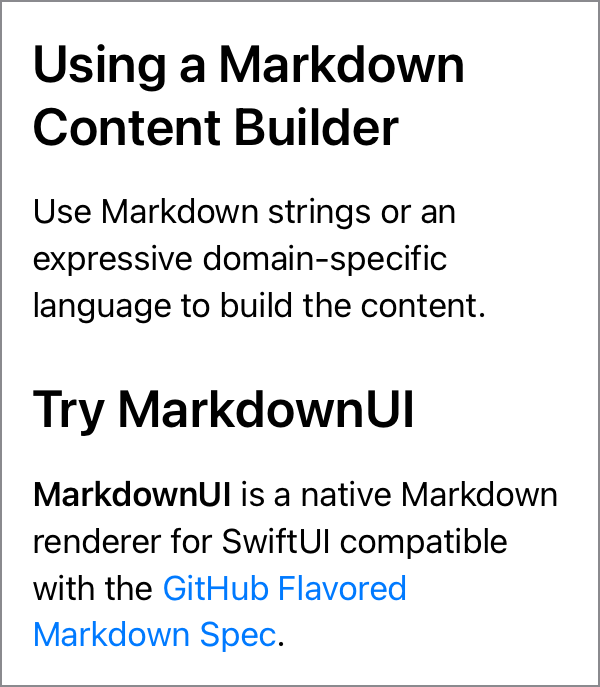 Using a Markdown
Content Builder
Use Markdown strings or an
expressive domain-specific
language to build the content.
Try MarkdownUI
MarkdownUI is a native Markdown
renderer for SwiftUI compatible
with the GitHub Flavored
Markdown Spec.